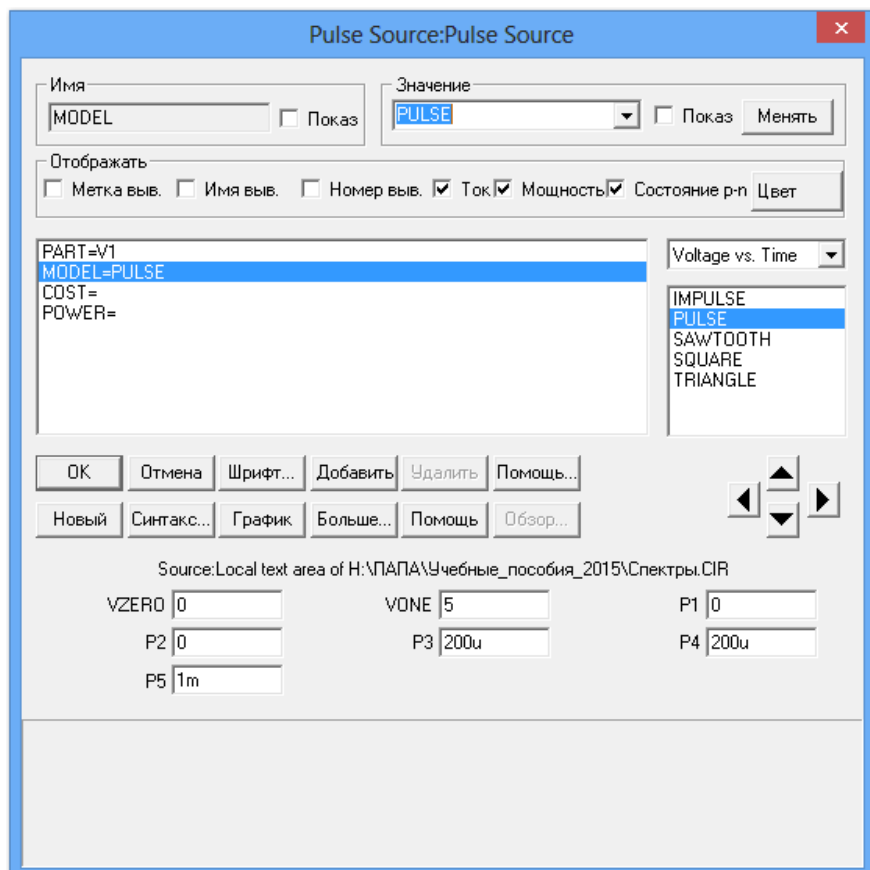 Pulse Source:Pulse Source
Имя
MODEL Показ
Значение
PULSE Показ Менять
Отображать
Метка выв. Имя выв. Номер выв. Ток Мощность Состояние p-n Цвет
PART=V1
MODEL=PULSE
COST=
POWER=
Voltage vs. Time
IMPULSE
PULSE
SAWTOOTH
SQUARE
TRIANGLE
OK Отмена Шрифт... Добавить Удалить Помощь...
Новый Синтакс... График Больше... Помощь Обзор...
Source:Local text area of H:\ПАПА\Учебные_пособия_2015\Спектры.CIR
VZERO 0 VONE 5 P1 0
P2 0 P3 200u P4 200u
P5 1m